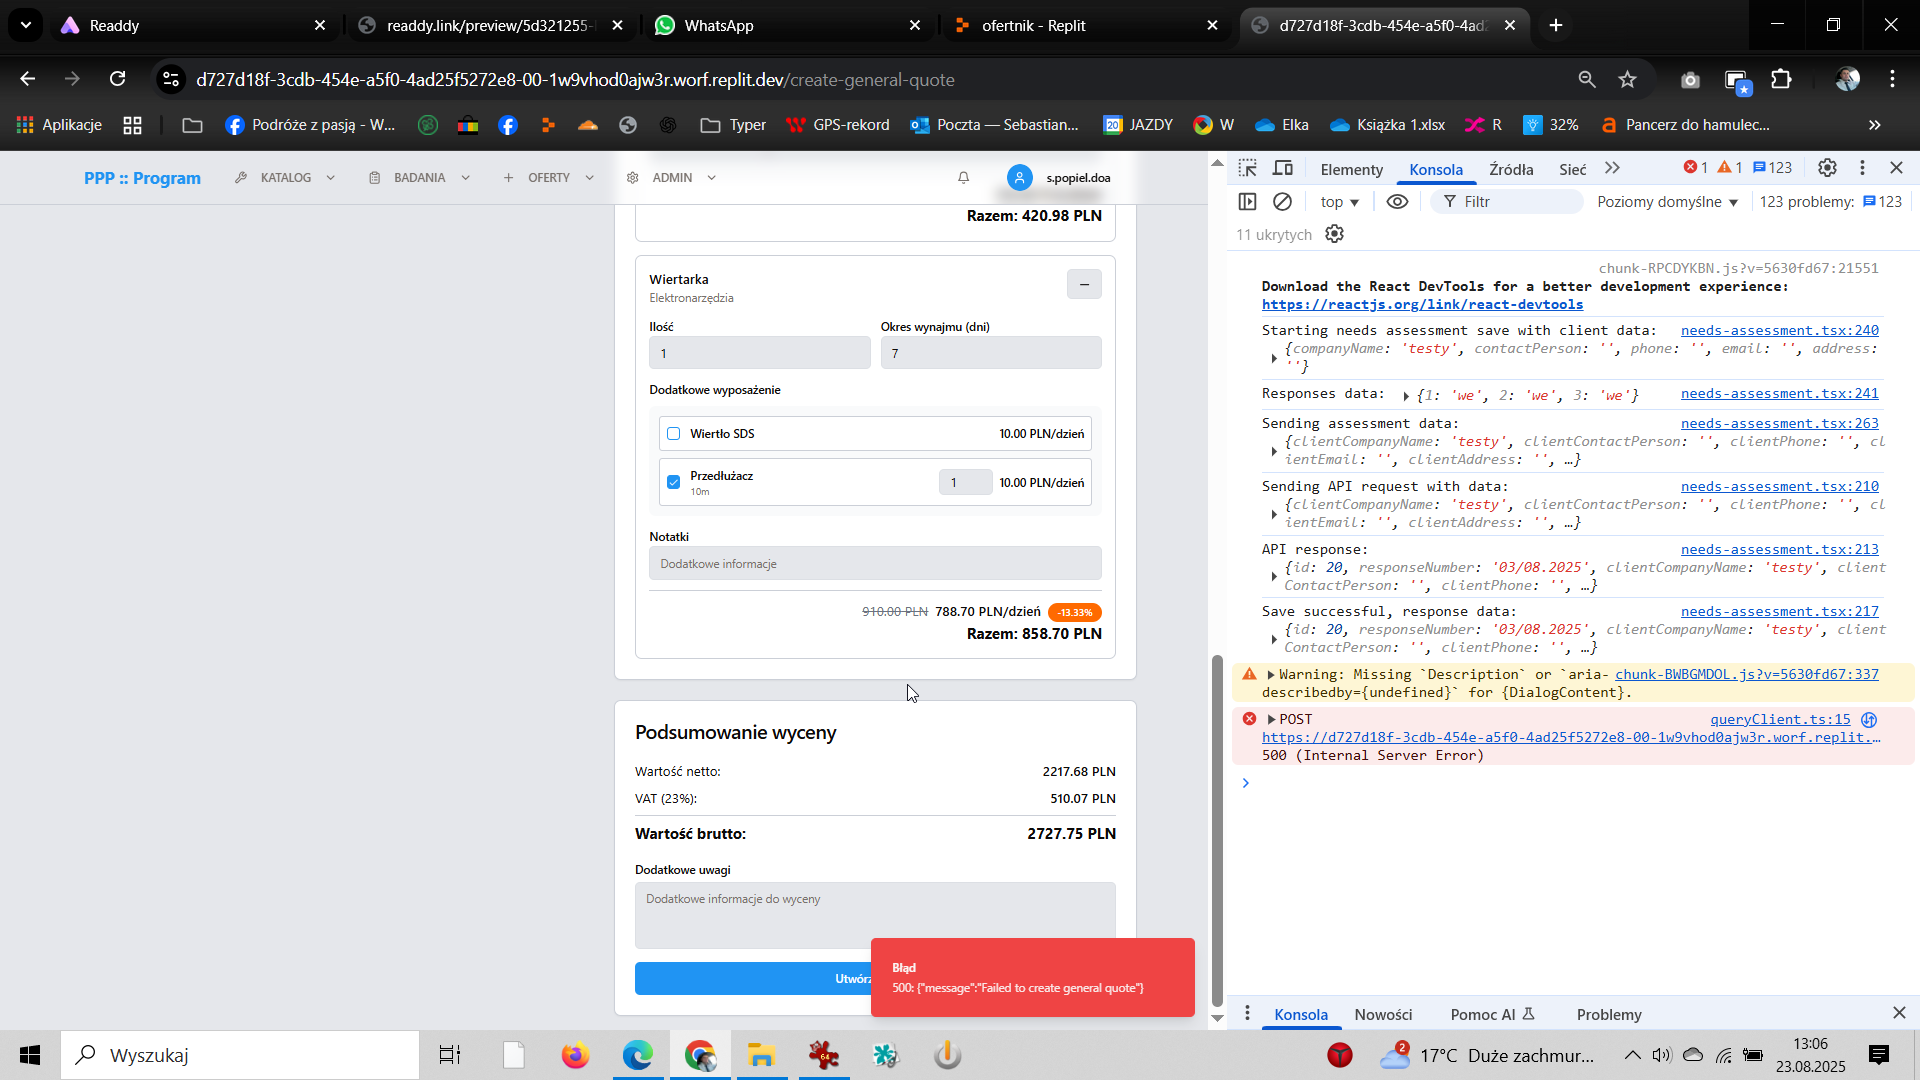 Readdy
readdy.link/preview/5d321255-
WhatsApp
ofertnik - Replit
d727d18f-3cdb-454e-a5f0-4ad
d727d18f-3cdb-454e-a5f0-4ad25f5272e8-00-1w9vhod0ajw3r.worf.replit.dev/create-general-quote
Aplikacje
Podróże z pasją - W...
Typer
GPS-rekord
Poczta — Sebastian...
20 JAZDY
W
Elka
Książka 1.xlsx
R
32%
Pancerz do hamulec...
»
PPP :: Program
KATALOG
BADANIA
OFERTY
ADMIN
s.popiel.doa
Razem: 420.98 PLN
Wiertarka
Elektronarzędzia
Ilość
Okres wynajmu (dni)
1
7
Dodatkowe wyposażenie
Wiertło SDS
10.00 PLN/dzień
Przedłużacz
10m
1
10.00 PLN/dzień
Notatki
Dodatkowe informacje
910.00 PLN 788.70 PLN/dzień -13.33%
Razem: 858.70 PLN
Podsumowanie wyceny
Wartość netto: 2217.68 PLN
VAT (23%): 510.07 PLN
Wartość brutto: 2727.75 PLN
Dodatkowe uwagi
Dodatkowe informacje do wyceny
Utwórz
Błąd
500: {"message":"Failed to create general quote"}
Elementy
Konsola
Źródła
Sieć
1
1
123
top
Filtr
Poziomy domyślne
123 problemy: 123
11 ukrytych
chunk-RPCDYKBN.js?v=5630fd67:21551
Download the React DevTools for a better development experience:
https://reactjs.org/link/react-devtools
Starting needs assessment save with client data: needs-assessment.tsx:240
{companyName: 'testy', contactPerson: '', phone: '', email: '', address:
''}
Responses data: {1: 'we', 2: 'we', 3: 'we'} needs-assessment.tsx:241
Sending assessment data: needs-assessment.tsx:263
{clientCompanyName: 'testy', clientContactPerson: '', clientPhone: '', cl
ientEmail: '', clientAddress: '', …}
Sending API request with data: needs-assessment.tsx:210
{clientCompanyName: 'testy', clientContactPerson: '', clientPhone: '', cl
ientEmail: '', clientAddress: '', …}
API response: needs-assessment.tsx:213
{id: 20, responseNumber: '03/08.2025', clientCompanyName: 'testy', client
ContactPerson: '', clientPhone: '', …}
Save successful, response data: needs-assessment.tsx:217
{id: 20, responseNumber: '03/08.2025', clientCompanyName: 'testy', client
ContactPerson: '', clientPhone: '', …}
Warning: Missing `Description` or `aria- chunk-BWBGMDOL.js?v=5630fd67:337
describedby={undefined}` for {DialogContent}.
POST queryClient.ts:15
https://d727d18f-3cdb-454e-a5f0-4ad25f5272e8-00-1w9vhod0ajw3r.worf.replit.…
500 (Internal Server Error)
Konsola
Nowości
Pomoc AI
Problemy
Wyszukaj
64
2
17°C Duże zachmur...
13:06
23.08.2025